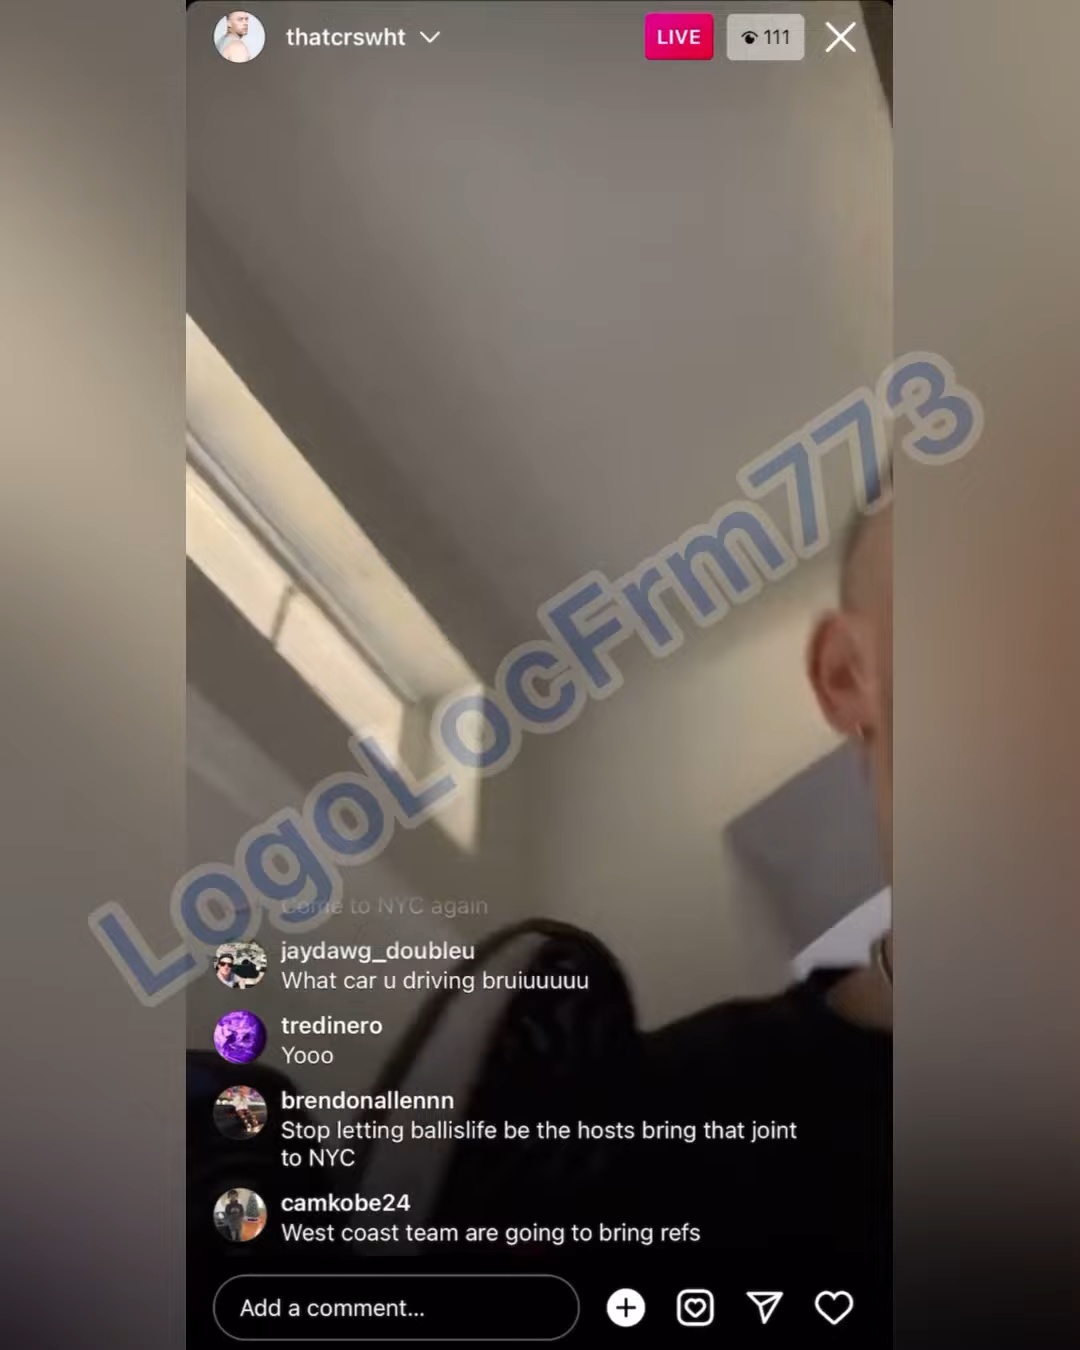 thatcrswht
LIVE
111
LogoLocFrm773
Come to NYC again
jaydawg_doubleu
What car u driving bruiuuuuu
tredinero
Yooo
brendonallennn
Stop letting ballislife be the hosts bring that joint
to NYC
camkobe24
West coast team are going to bring refs
Add a comment...